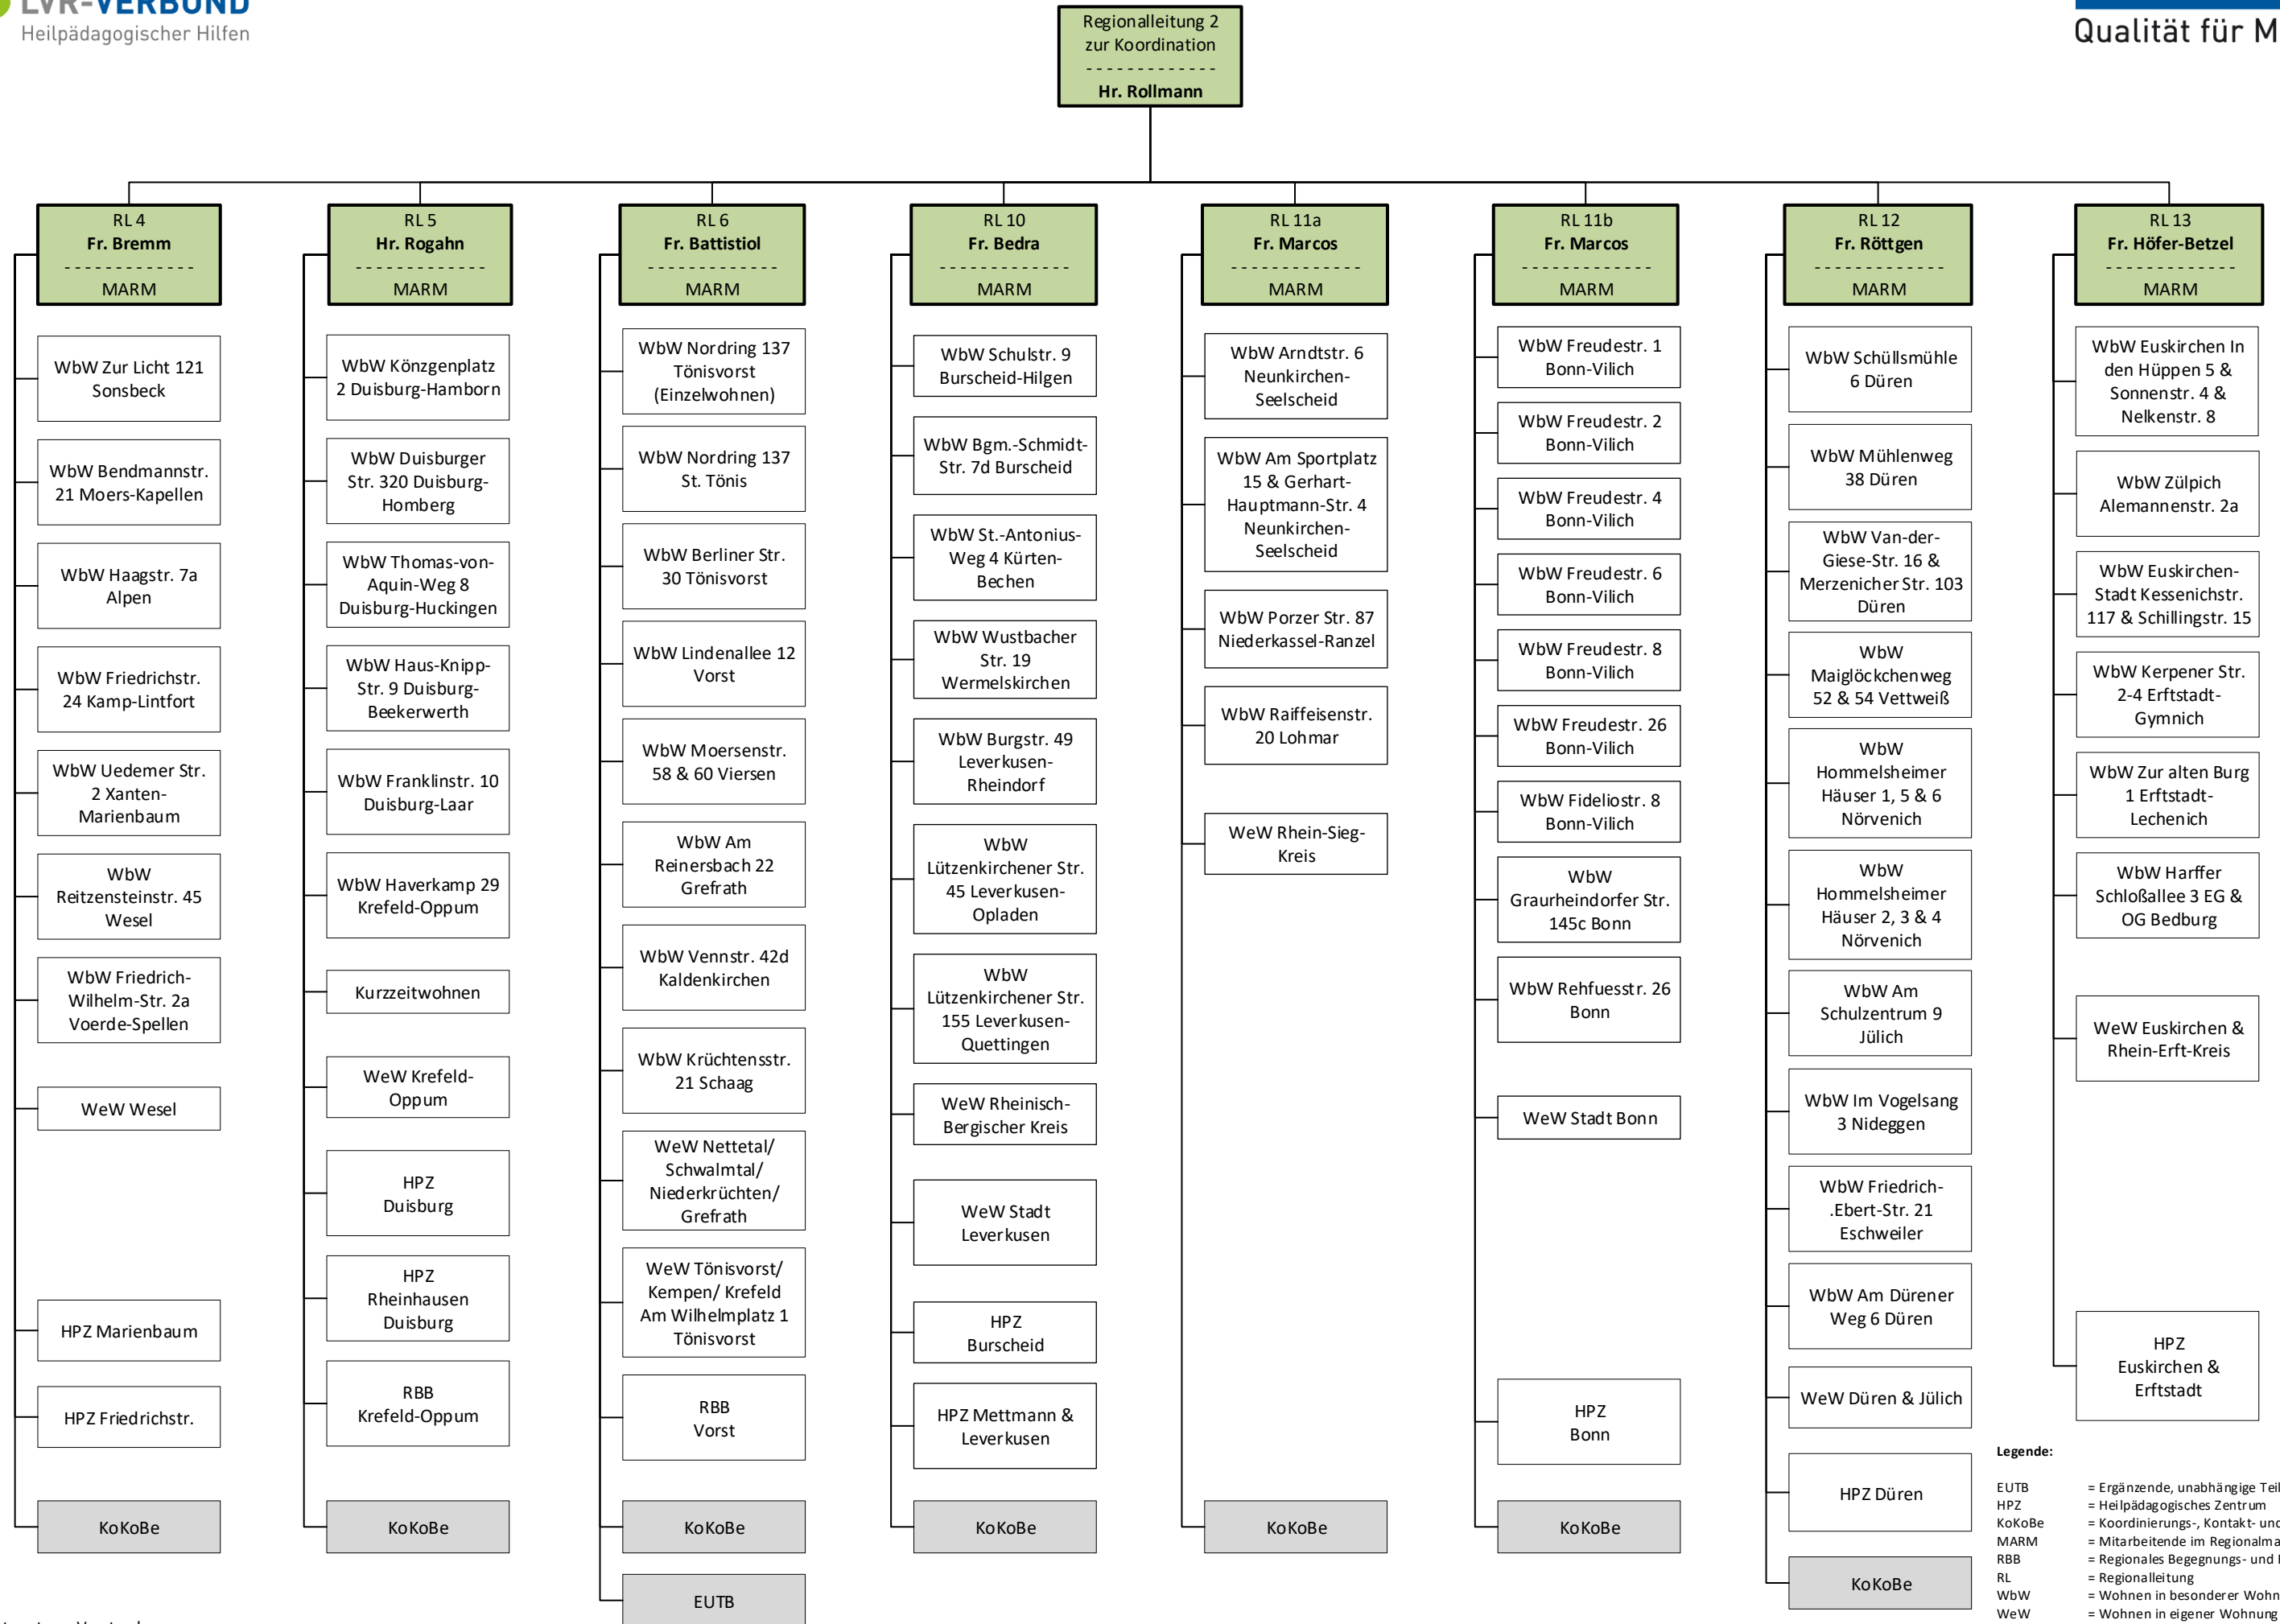 LVR-VERBUND
Heilpädagogischer Hilfen
Qualität für M
Regionalleitung 2
zur Koordination
- - - - - - - - - - - - -
Hr. Rollmann
RL 4
Fr. Bremm
- - - - - - - - - - - - -
MARM
WbW Zur Licht 121
Sonsbeck
WbW Bendmannstr.
21 Moers-Kapellen
WbW Haagstr. 7a
Alpen
WbW Friedrichstr.
24 Kamp-Lintfort
WbW Uedemer Str.
2 Xanten-
Marienbaum
WbW
Reitzensteinstr. 45
Wesel
WbW Friedrich-
Wilhelm-Str. 2a
Voerde-Spellen
WeW Wesel
HPZ Marienbaum
HPZ Friedrichstr.
KoKoBe
RL 5
Hr. Rogahn
- - - - - - - - - - - - -
MARM
WbW Könzgenplatz
2 Duisburg-Hamborn
WbW Duisburger
Str. 320 Duisburg-
Homberg
WbW Thomas-von-
Aquin-Weg 8
Duisburg-Huckingen
WbW Haus-Knipp-
Str. 9 Duisburg-
Beekerwerth
WbW Franklinstr. 10
Duisburg-Laar
WbW Haverkamp 29
Krefeld-Oppum
Kurzzeitwohnen
WeW Krefeld-
Oppum
HPZ
Duisburg
HPZ
Rheinhausen
Duisburg
RBB
Krefeld-Oppum
KoKoBe
RL 6
Fr. Battistiol
- - - - - - - - - - - - -
MARM
WbW Nordring 137
Tönisvorst
(Einzelwohnen)
WbW Nordring 137
St. Tönis
WbW Berliner Str.
30 Tönisvorst
WbW Lindenallee 12
Vorst
WbW Moersenstr.
58 & 60 Viersen
WbW Am
Reinersbach 22
Grefrath
WbW Vennstr. 42d
Kaldenkirchen
WbW Krüchtensstr.
21 Schaag
WeW Nettetal/
Schwalmtal/
Niederkrüchten/
Grefrath
WeW Tönisvorst/
Kempen/ Krefeld
Am Wilhelmplatz 1
Tönisvorst
RBB
Vorst
KoKoBe
EUTB
RL 10
Fr. Bedra
- - - - - - - - - - - - -
MARM
WbW Schulstr. 9
Burscheid-Hilgen
WbW Bgm.-Schmidt-
Str. 7d Burscheid
WbW St.-Antonius-
Weg 4 Kürten-
Bechen
WbW Wustbacher
Str. 19
Wermelskirchen
WbW Burgstr. 49
Leverkusen-
Rheindorf
WbW
Lützenkirchener Str.
45 Leverkusen-
Opladen
WbW
Lützenkirchener Str.
155 Leverkusen-
Quettingen
WeW Rheinisch-
Bergischer Kreis
WeW Stadt
Leverkusen
HPZ
Burscheid
HPZ Mettmann &
Leverkusen
KoKoBe
RL 11a
Fr. Marcos
- - - - - - - - - - - - -
MARM
WbW Arndtstr. 6
Neunkirchen-
Seelscheid
WbW Am Sportplatz
15 & Gerhart-
Hauptmann-Str. 4
Neunkirchen-
Seelscheid
WbW Porzer Str. 87
Niederkassel-Ranzel
WbW Raiffeisenstr.
20 Lohmar
WeW Rhein-Sieg-
Kreis
KoKoBe
RL 11b
Fr. Marcos
- - - - - - - - - - - - -
MARM
WbW Freudestr. 1
Bonn-Vilich
WbW Freudestr. 2
Bonn-Vilich
WbW Freudestr. 4
Bonn-Vilich
WbW Freudestr. 6
Bonn-Vilich
WbW Freudestr. 8
Bonn-Vilich
WbW Freudestr. 26
Bonn-Vilich
WbW Fideliostr. 8
Bonn-Vilich
WbW
Graurheindorfer Str.
145c Bonn
WbW Rehfuesstr. 26
Bonn
WeW Stadt Bonn
HPZ
Bonn
KoKoBe
RL 12
Fr. Röttgen
- - - - - - - - - - - - -
MARM
WbW Schüllsmühle
6 Düren
WbW Mühlenweg
38 Düren
WbW Van-der-
Giese-Str. 16 &
Merzenicher Str. 103
Düren
WbW
Maiglöckchenweg
52 & 54 Vettweiß
WbW
Hommelsheimer
Häuser 1, 5 & 6
Nörvenich
WbW
Hommelsheimer
Häuser 2, 3 & 4
Nörvenich
WbW Am
Schulzentrum 9
Jülich
WbW Im Vogelsang
3 Nideggen
WbW Friedrich-
.Ebert-Str. 21
Eschweiler
WbW Am Dürener
Weg 6 Düren
WeW Düren & Jülich
HPZ Düren
KoKoBe
RL 13
Fr. Höfer-Betzel
- - - - - - - - - - - - -
MARM
WbW Euskirchen In
den Hüppen 5 &
Sonnenstr. 4 &
Nelkenstr. 8
WbW Zülpich
Alemannenstr. 2a
WbW Euskirchen-
Stadt Kessenichstr.
117 & Schillingstr. 15
WbW Kerpener Str.
2-4 Erftstadt-
Gymnich
WbW Zur alten Burg
1 Erftstadt-
Lechenich
WbW Harffer
Schloßallee 3 EG &
OG Bedburg
WeW Euskirchen &
Rhein-Erft-Kreis
HPZ
Euskirchen &
Erftstadt
Legende:
EUTB = Ergänzende, unabhängige Teil
HPZ = Heilpädagogisches Zentrum
KoKoBe = Koordinierungs-, Kontakt- und
MARM = Mitarbeitende im Regionalma
RBB = Regionales Begegnungs- und
RL = Regionalleitung
WbW = Wohnen in besonderer Wohn
WeW = Wohnen in eigener Wohnung